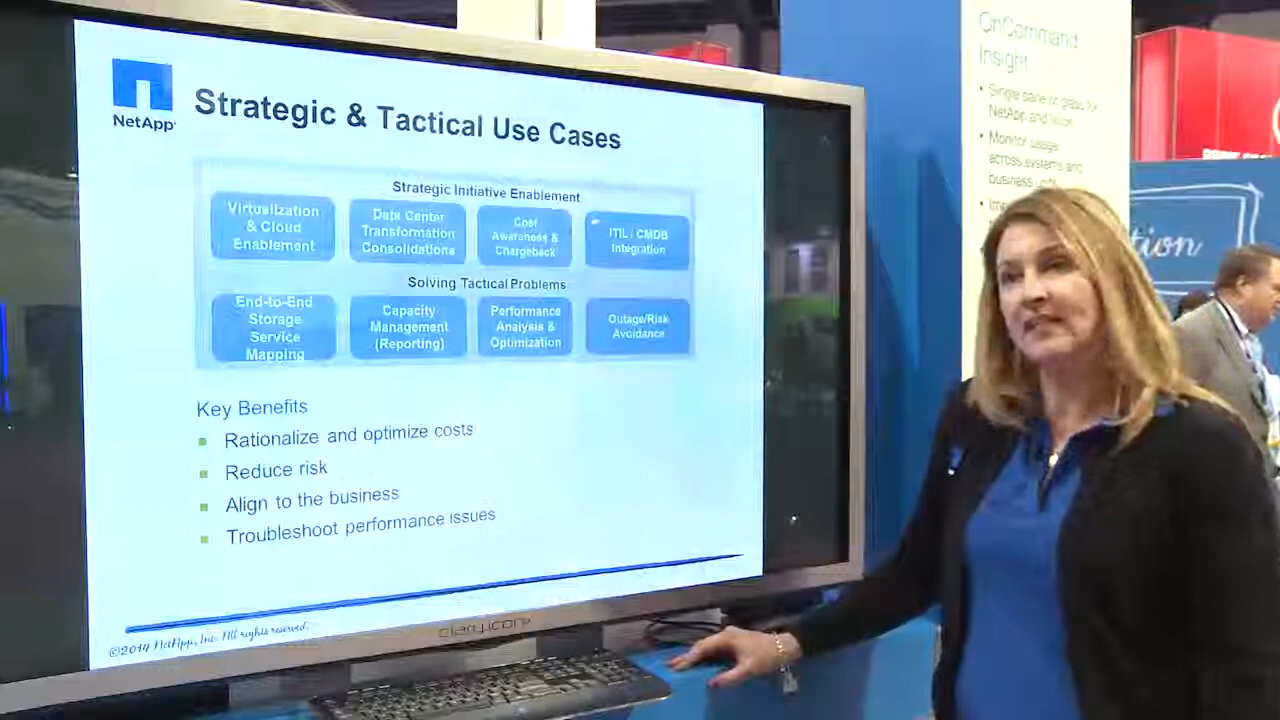 NetApp
Strategic & Tactical Use Cases
Strategic Initiative Enablement
Virtualization
& Cloud
Enablement
Data Center
Transformation
Consolidations
Cost
Awareness &
Chargeback
ITIL / CMDB
Integration
Solving Tactical Problems
End-to-End
Storage
Service
Mapping
Capacity
Management
(Reporting)
Performance
Analysis &
Optimization
Outage/Risk
Avoidance
Key Benefits
▪ Rationalize and optimize costs
▪ Reduce risk
▪ Align to the business
▪ Troubleshoot performance issues
©2014 NetApp, Inc. All rights reserved.
OnCommand
Insight
• Single pane of glass for
NetApp and
• Monitor usage
across systems and
business units